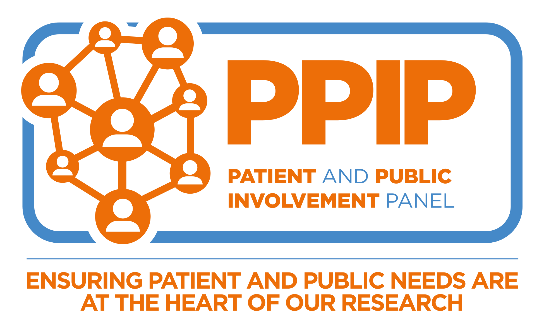 PPIP
PATIENT AND PUBLIC
INVOLVEMENT PANEL
ENSURING PATIENT AND PUBLIC NEEDS ARE
AT THE HEART OF OUR RESEARCH